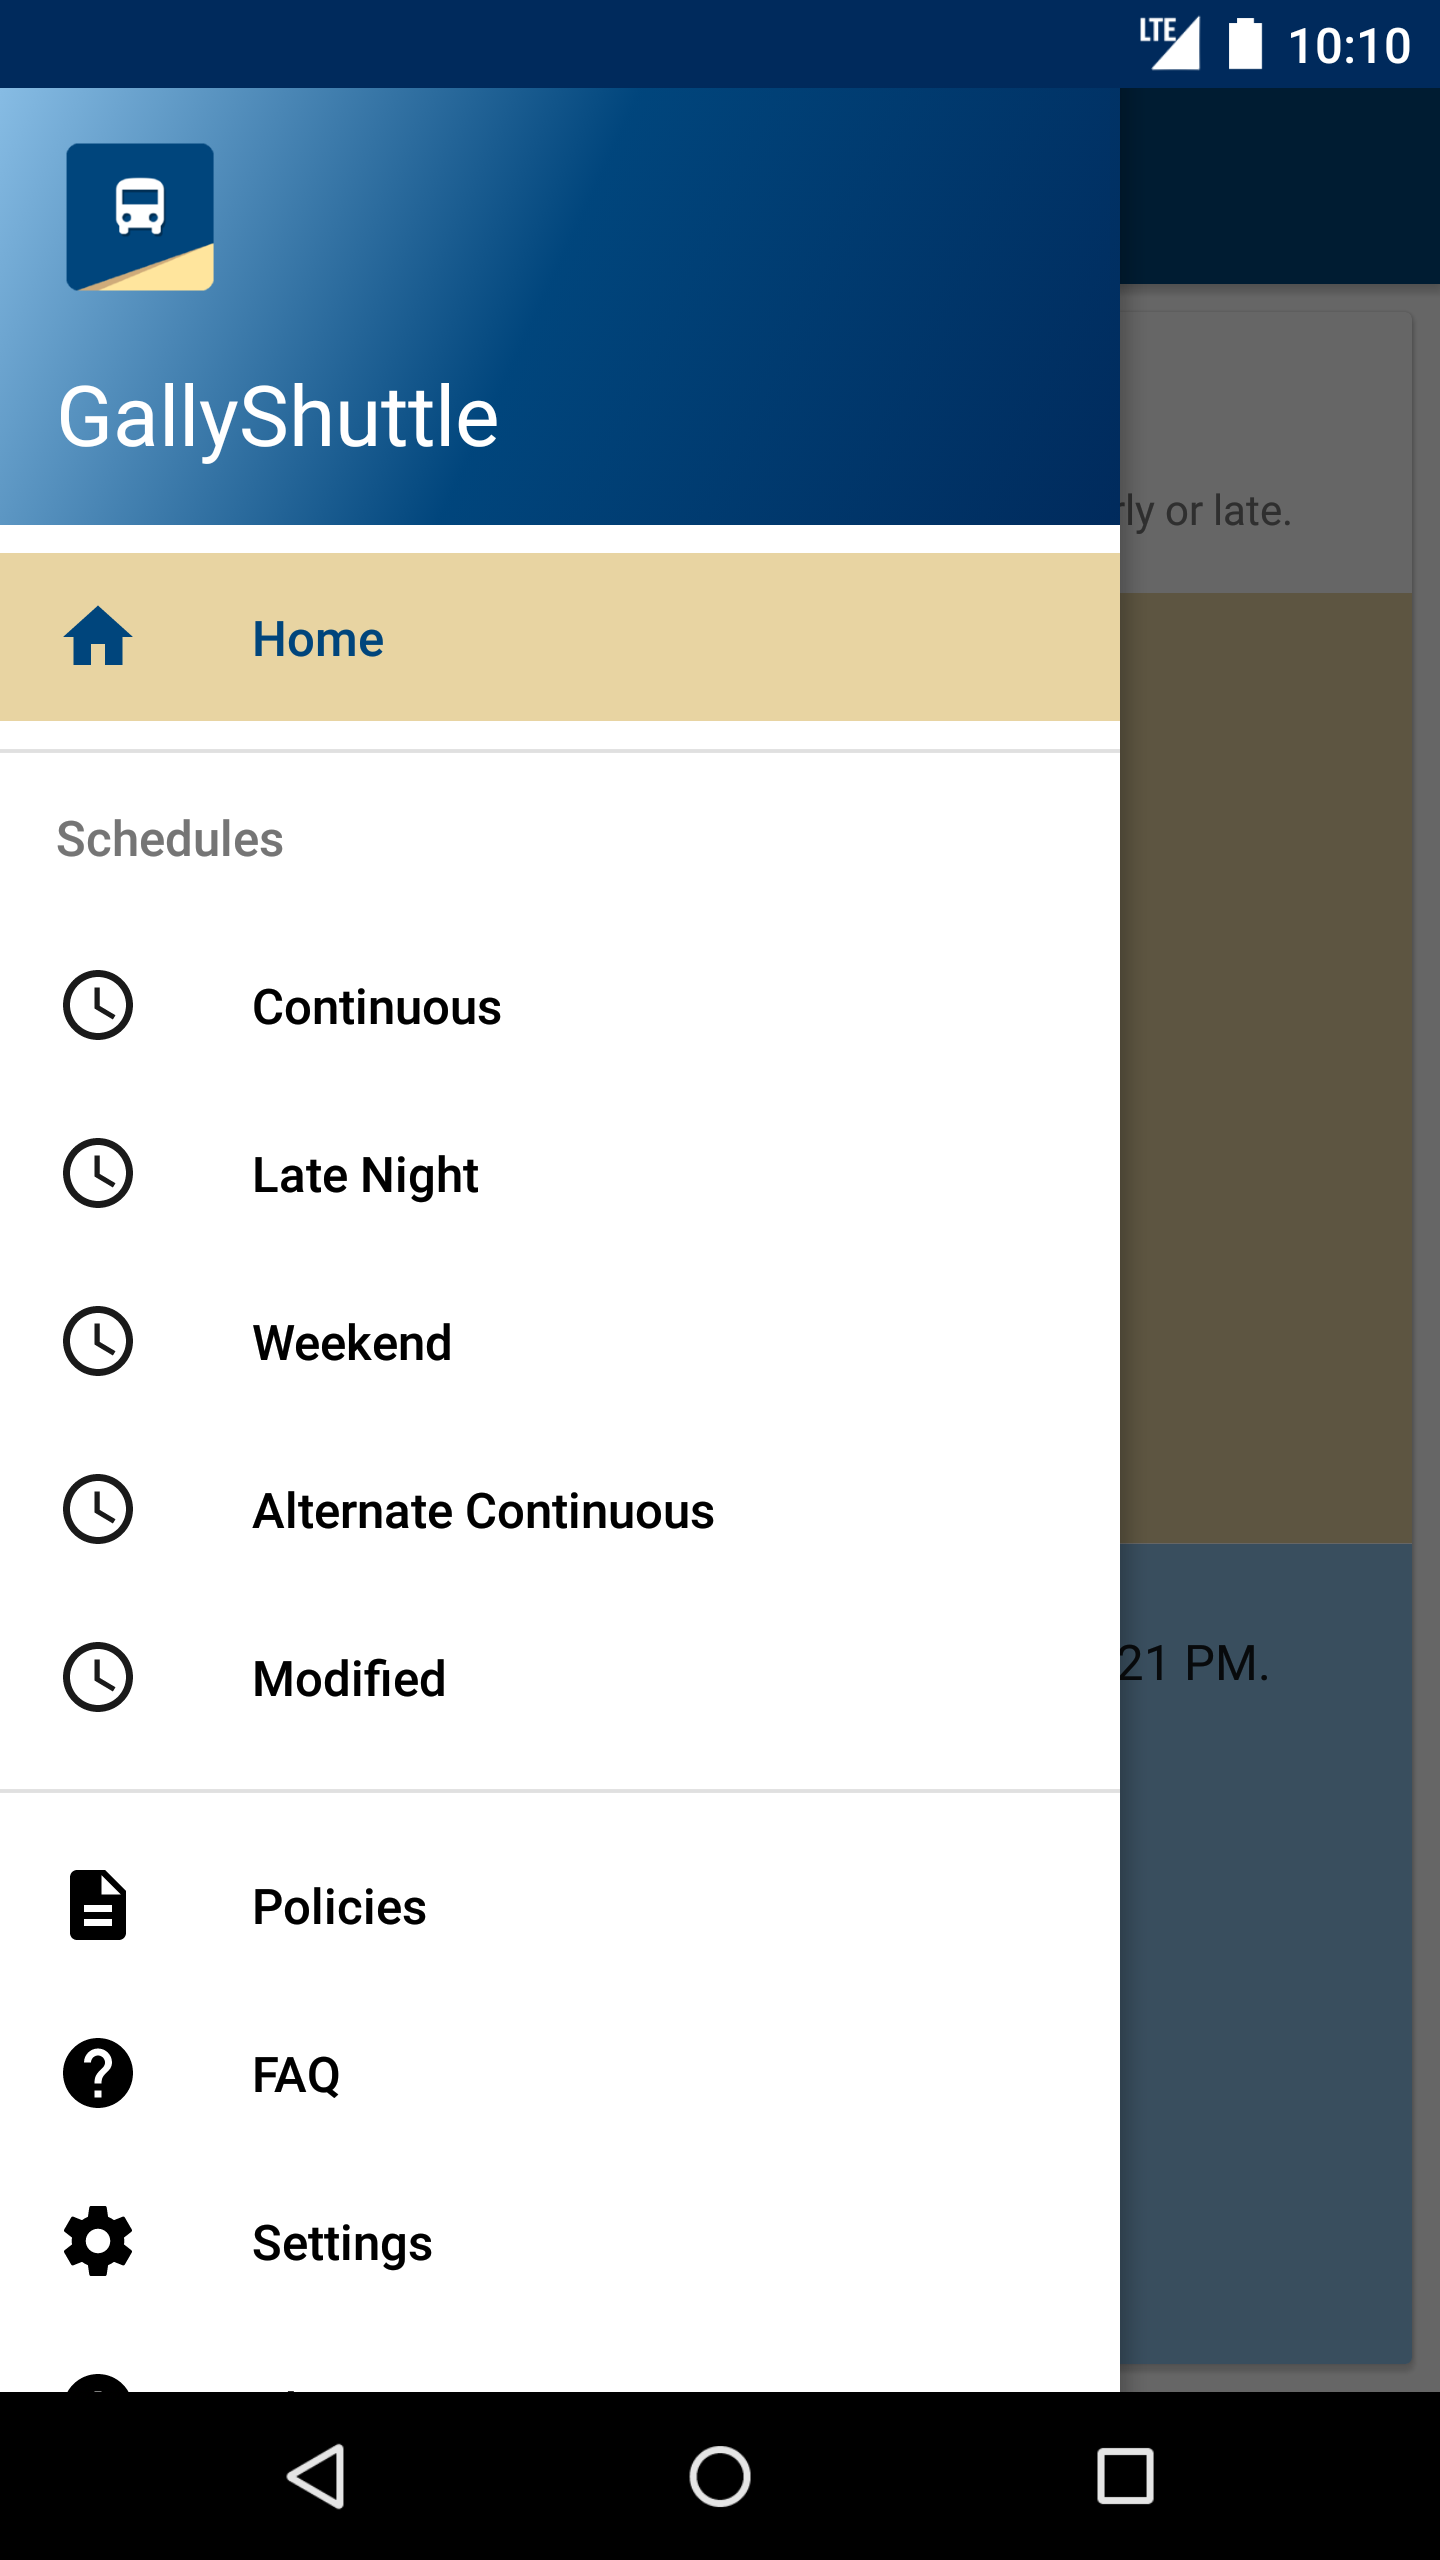 LTE 10:10
GallyShuttle
rly or late.
Home
Schedules
Continuous
Late Night
Weekend
Alternate Continuous
21 PM.
Modified
Policies
FAQ
Settings